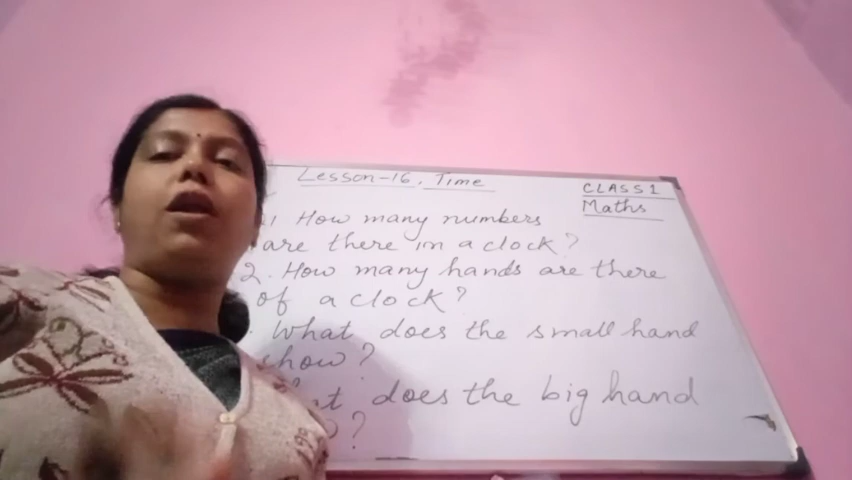 Lesson-16, Time
CLASS 1
Maths
1 How many numbers
are there in a clock?
2. How many hands are there
of a clock?
. What does the small hand
show?
does the big hand
?